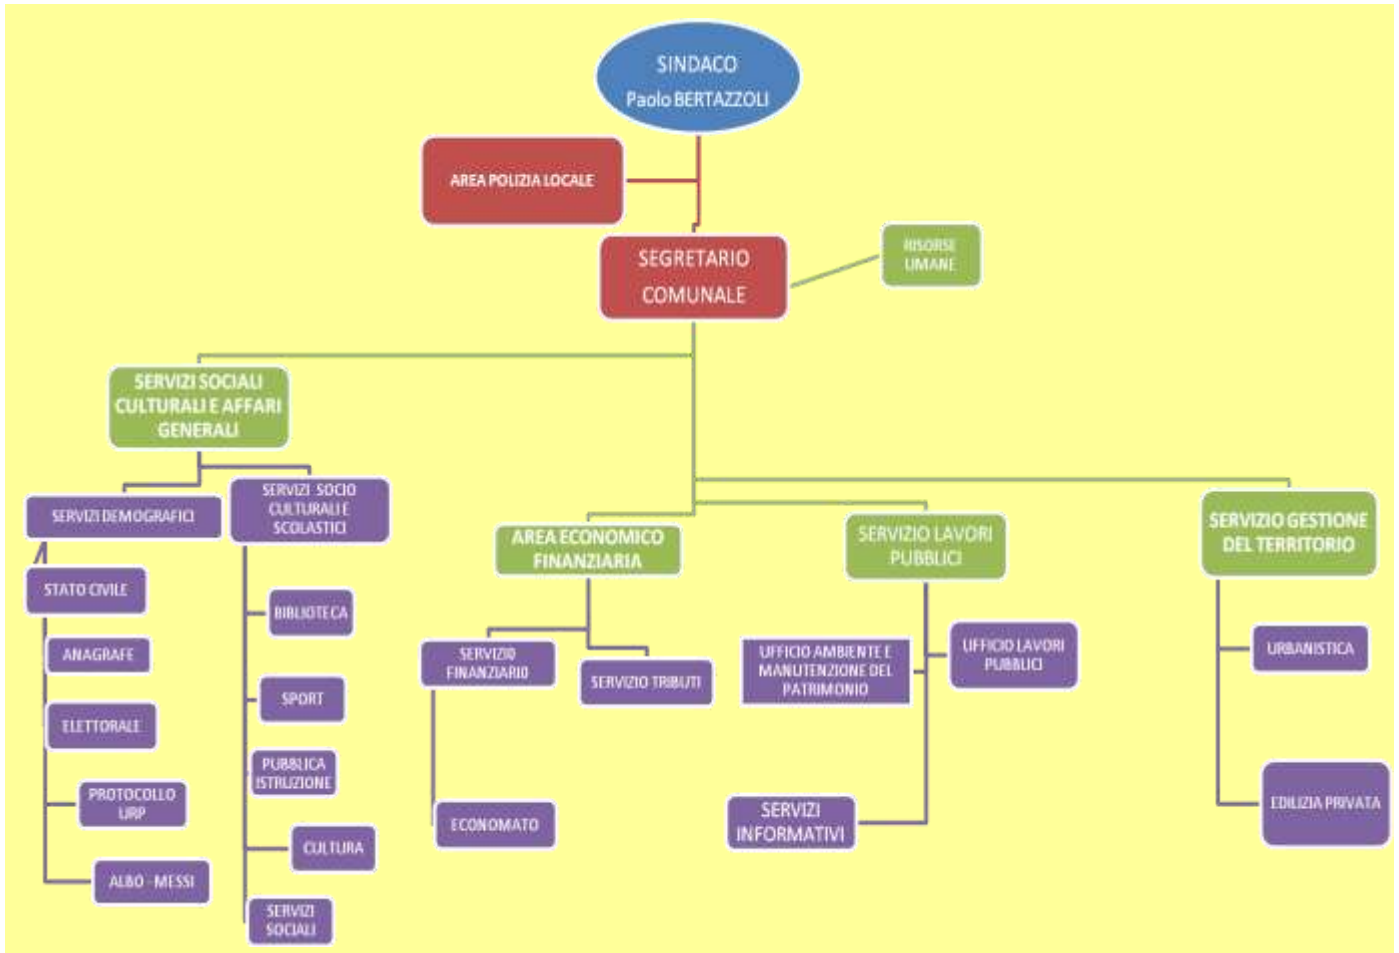 SINDACO
Paolo BERTAZZOLI
AREA POLIZIA LOCALE
SEGRETARIO
COMUNALE
RISORSE
UMANE
SERVIZI SOCIALI
CULTURALI E AFFARI
GENERALI
SERVIZI DEMOGRAFICI
SERVIZI SOCIO
CULTURALI E
SCOLASTICI
STATO CIVILE
ANAGRAFE
ELETTORALE
PROTOCOLLO
URP
ALBO - MESSI
BIBLIOTECA
SPORT
PUBBLICA
ISTRUZIONE
CULTURA
SERVIZI
SOCIALI
AREA ECONOMICO
FINANZIARIA
SERVIZIO
FINANZIARIO
SERVIZIO TRIBUTI
ECONOMATO
SERVIZIO LAVORI
PUBBLICI
UFFICIO AMBIENTE E
MANUTENZIONE DEL
PATRIMONIO
UFFICIO LAVORI
PUBBLICI
SERVIZI
INFORMATIVI
SERVIZIO GESTIONE
DEL TERRITORIO
URBANISTICA
EDILIZIA PRIVATA